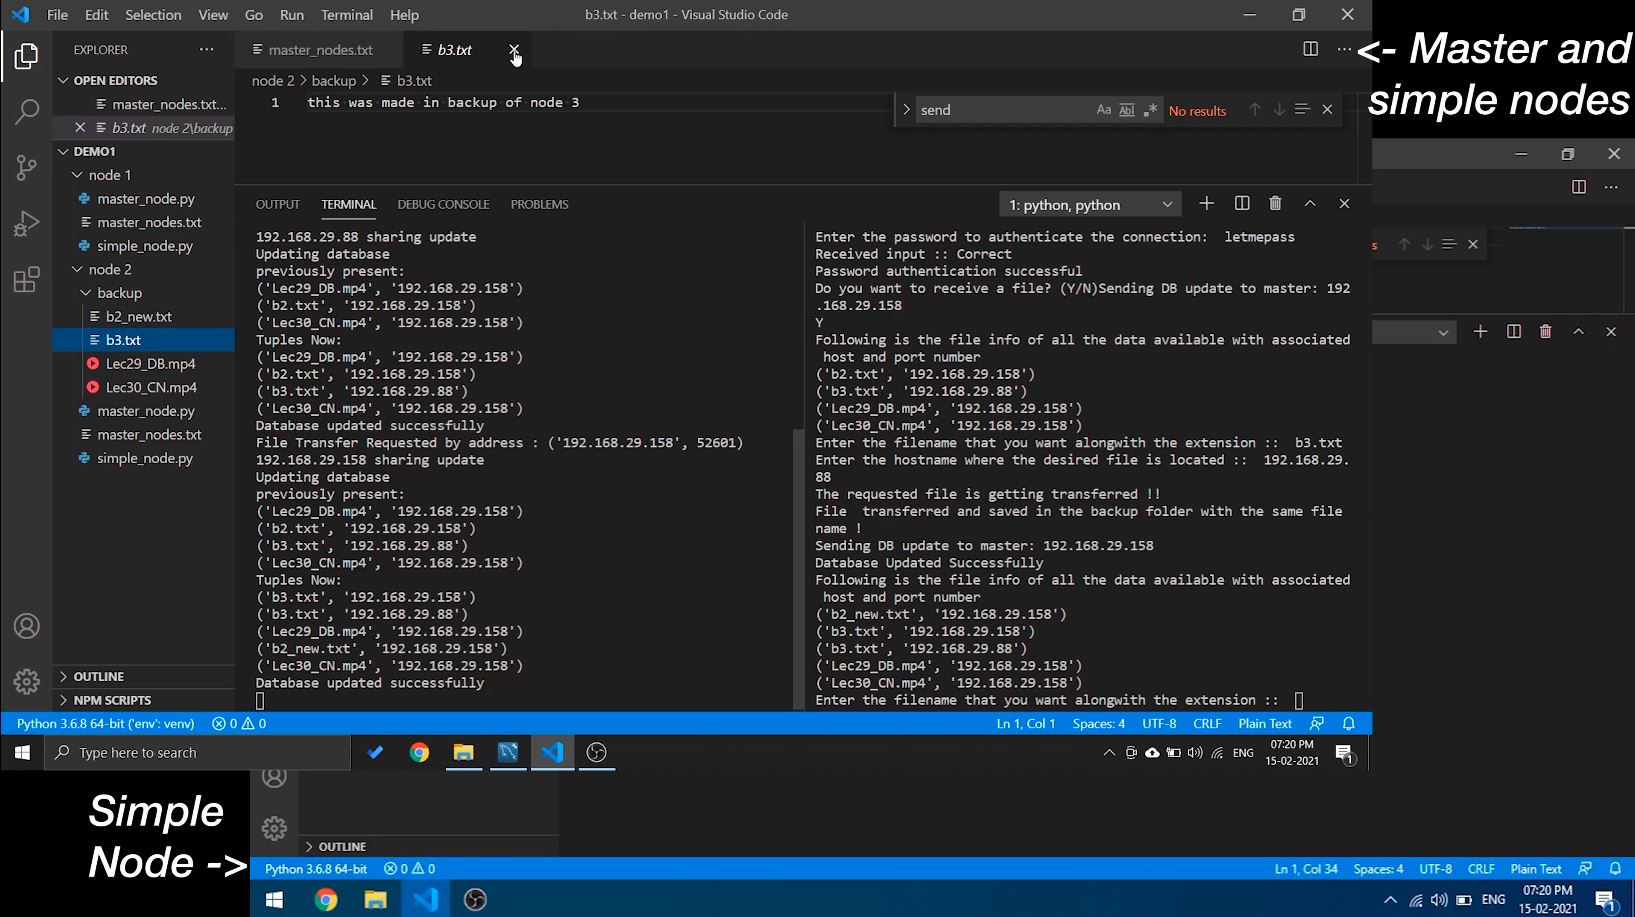 File Edit Selection View Go Run Terminal Help
b3.txt - demo1 - Visual Studio Code
<- Master and
simple nodes
EXPLORER
OPEN EDITORS
master_nodes.txt...
b3.txt node 2\backup
DEMO1
node 1
master_node.py
master_nodes.txt
simple_node.py
node 2
backup
b2_new.txt
b3.txt
Lec29_DB.mp4
Lec30_CN.mp4
master_node.py
master_nodes.txt
simple_node.py
OUTLINE
NPM SCRIPTS
master_nodes.txt
b3.txt
node 2 > backup > b3.txt
1 this was made in backup of node 3
send
Aa Abl .*
No results
OUTPUT TERMINAL DEBUG CONSOLE PROBLEMS
1: python, python
192.168.29.88 sharing update
Updating database
previously present:
('Lec29_DB.mp4', '192.168.29.158')
('b2.txt', '192.168.29.158')
('Lec30_CN.mp4', '192.168.29.158')
Tuples Now:
('Lec29_DB.mp4', '192.168.29.158')
('b2.txt', '192.168.29.158')
('b3.txt', '192.168.29.88')
('Lec30_CN.mp4', '192.168.29.158')
Database updated successfully
File Transfer Requested by address : ('192.168.29.158', 52601)
192.168.29.158 sharing update
Updating database
previously present:
('Lec29_DB.mp4', '192.168.29.158')
('b2.txt', '192.168.29.158')
('b3.txt', '192.168.29.88')
('Lec30_CN.mp4', '192.168.29.158')
Tuples Now:
('b3.txt', '192.168.29.158')
('b3.txt', '192.168.29.88')
('Lec29_DB.mp4', '192.168.29.158')
('b2_new.txt', '192.168.29.158')
('Lec30_CN.mp4', '192.168.29.158')
Database updated successfully
Enter the password to authenticate the connection:  letmepass
Received input :: Correct
Password authentication successful
Do you want to receive a file? (Y/N)Sending DB update to master: 192
.168.29.158
Y
Following is the file info of all the data available with associated
host and port number
('b2.txt', '192.168.29.158')
('b3.txt', '192.168.29.88')
('Lec29_DB.mp4', '192.168.29.158')
('Lec30_CN.mp4', '192.168.29.158')
Enter the filename that you want alongwith the extension ::  b3.txt
Enter the hostname where the desired file is located ::  192.168.29.
88
The requested file is getting transferred !!
File  transferred and saved in the backup folder with the same file
name !
Sending DB update to master: 192.168.29.158
Database Updated Successfully
Following is the file info of all the data available with associated
host and port number
('b2_new.txt', '192.168.29.158')
('b3.txt', '192.168.29.158')
('b3.txt', '192.168.29.88')
('Lec29_DB.mp4', '192.168.29.158')
('Lec30_CN.mp4', '192.168.29.158')
Enter the filename that you want alongwith the extension ::
Python 3.6.8 64-bit ('env': venv) 0 0
Ln 1, Col 1 Spaces: 4 UTF-8 CRLF Plain Text
Type here to search
ENG
07:20 PM
15-02-2021
1
Simple
Node ->
OUTLINE
Python 3.6.8 64-bit 0 0
Ln 1, Col 34 Spaces: 4 UTF-8 CRLF Plain Text
ENG
07:20 PM
15-02-2021
1